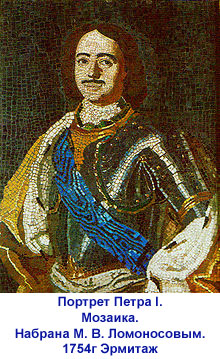 Портрет Петра I.
Мозаика.
Набрана М. В. Ломоносовым.
1754г Эрмитаж